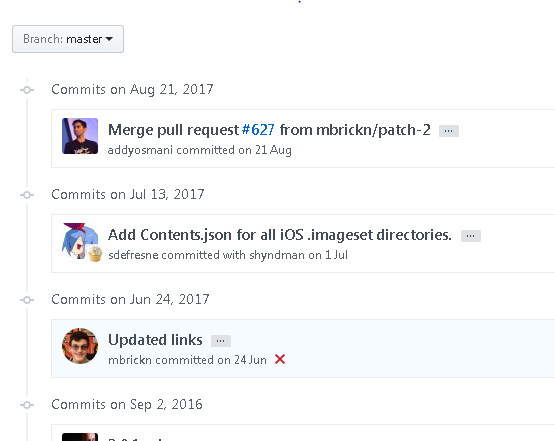 Branch: master
Commits on Aug 21, 2017
Merge pull request #627 from mbrickn/patch-2 ...
addyosmani committed on 21 Aug
Commits on Jul 13, 2017
Add Contents.json for all iOS .imageset directories. ...
sdefresne committed with shyndman on 1 Jul
Commits on Jun 24, 2017
Updated links ...
mbrickn committed on 24 Jun
Commits on Sep 2, 2016